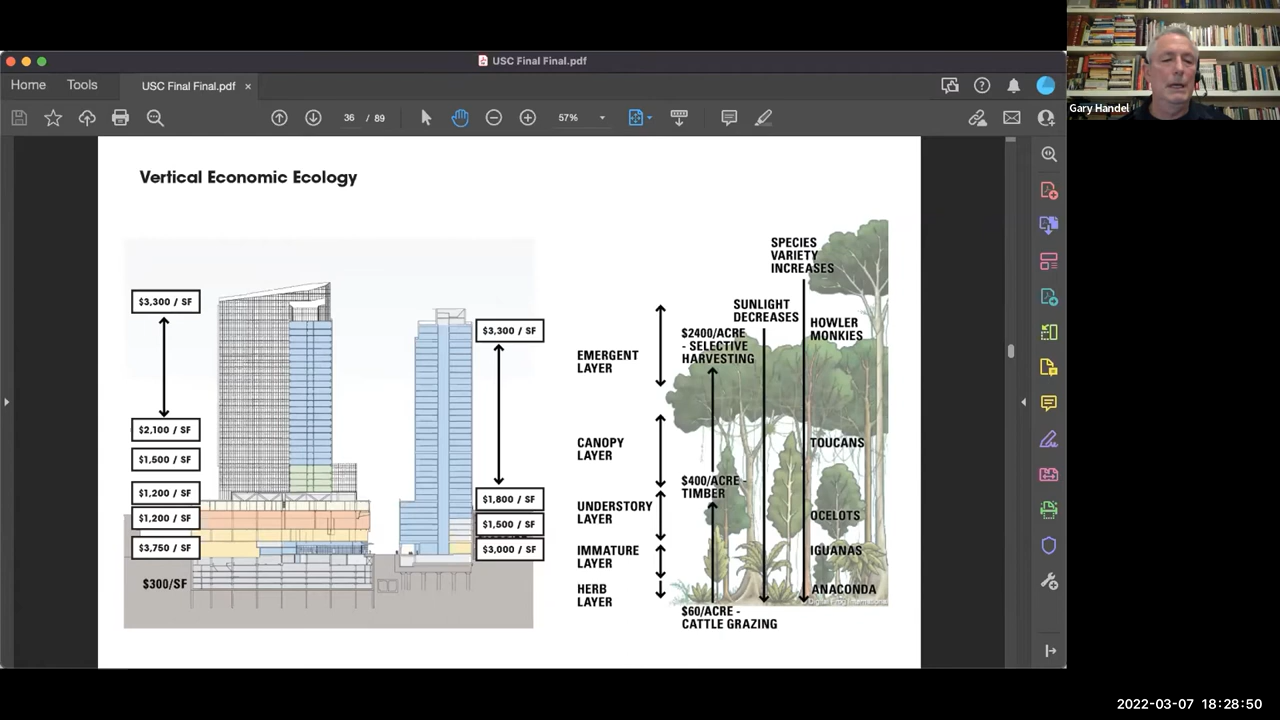 USC Final Final.pdf
Home
Tools
USC Final Final.pdf ×
36 / 89
57%
Gary Handel
Vertical Economic Ecology
$3,300 / SF
$2,100 / SF
$1,500 / SF
$1,200 / SF
$1,200 / SF
$3,750 / SF
$300/SF
$3,300 / SF
$1,800 / SF
$1,500 / SF
$3,000 / SF
EMERGENT
LAYER
CANOPY
LAYER
UNDERSTORY
LAYER
IMMATURE
LAYER
HERB
LAYER
$2400/ACRE
- SELECTIVE
HARVESTING
$400/ACRE -
TIMBER
$60/ACRE -
CATTLE GRAZING
SUNLIGHT
DECREASES
SPECIES
VARIETY
INCREASES
HOWLER
MONKIES
TOUCANS
OCELOTS
IGUANAS
ANACONDA
Digital Frog International
2022-03-07 18:28:50